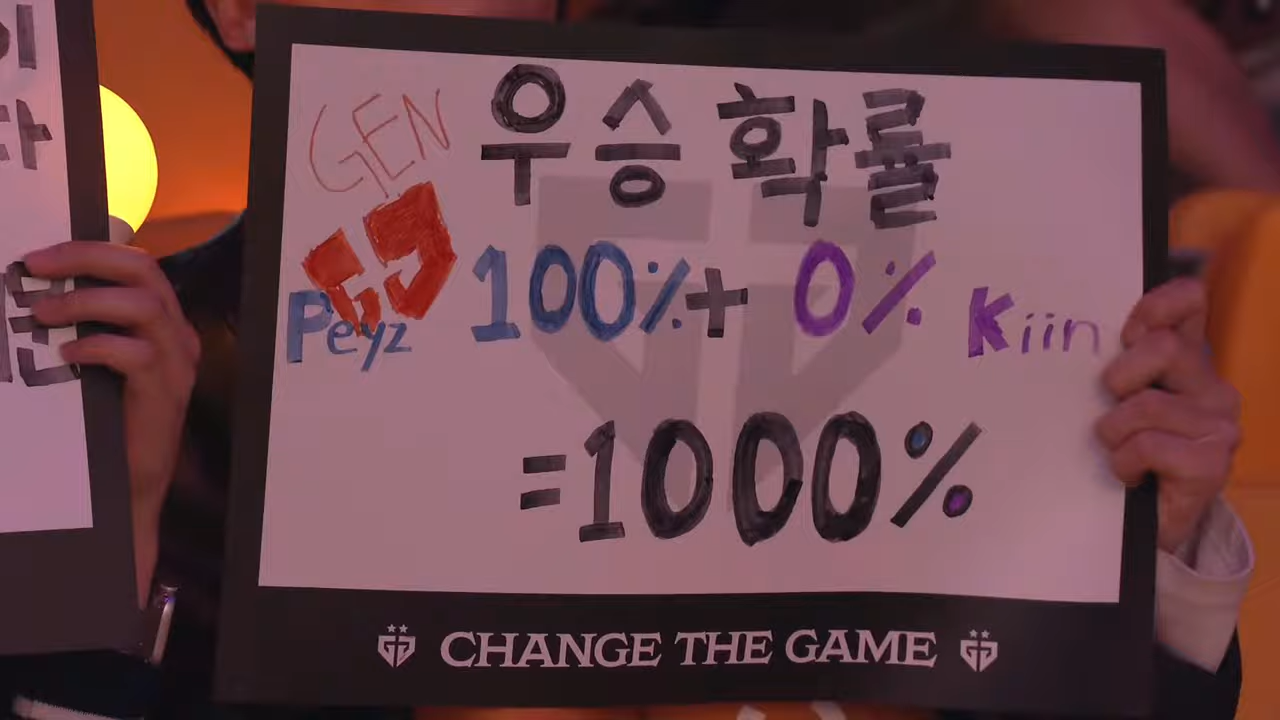 GEN 우승 확률
Peyz 100% + 0% Kiin
=1000%
CHANGE THE GAME